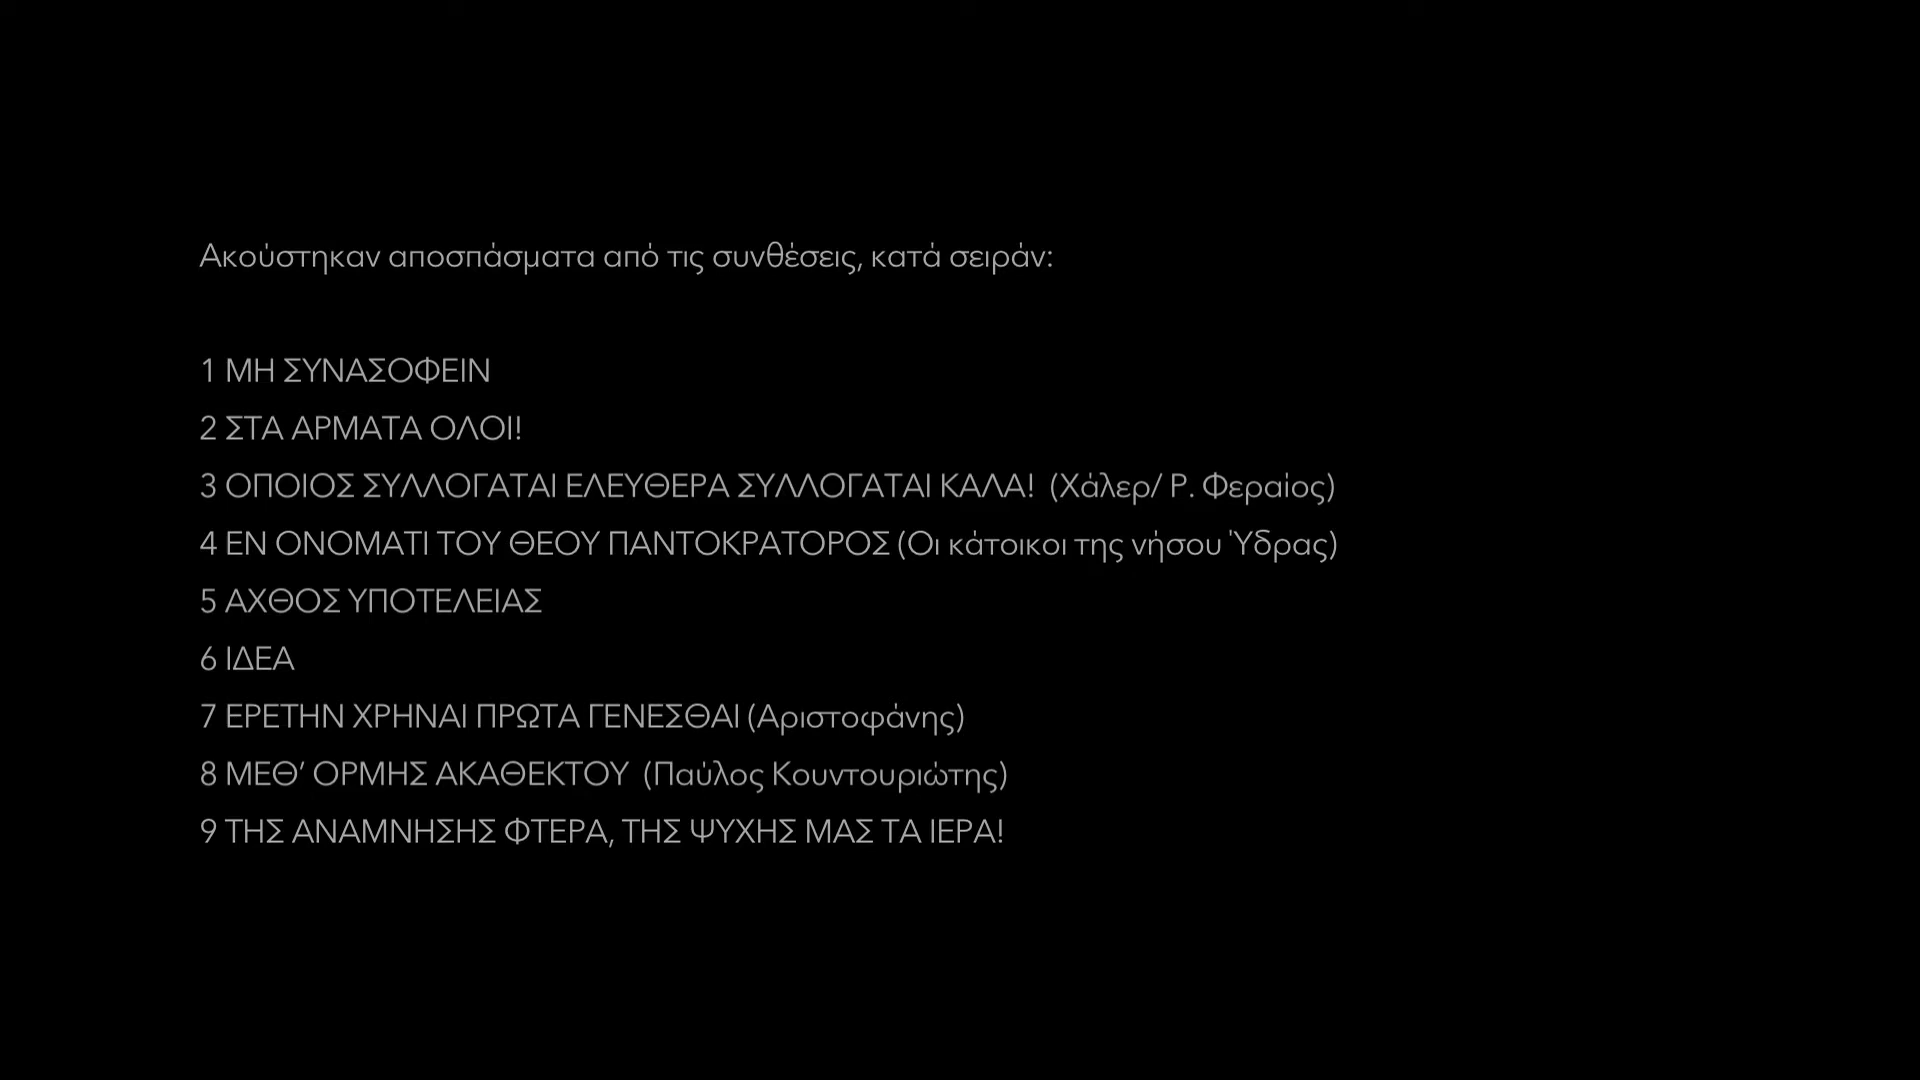 Ακούστηκαν αποσπάσματα από τις συνθέσεις, κατά σειράν:
1 ΜΗ ΣΥΝΑΣΟΦΕΙΝ
2 ΣΤΑ ΑΡΜΑΤΑ ΟΛΟΙ!
3 ΟΠΟΙΟΣ ΣΥΛΛΟΓΑΤΑΙ ΕΛΕΥΘΕΡΑ ΣΥΛΛΟΓΑΤΑΙ ΚΑΛΑ! (Χάλερ/ Ρ. Φεραίος)
4 ΕΝ ΟΝΟΜΑΤΙ ΤΟΥ ΘΕΟΥ ΠΑΝΤΟΚΡΑΤΟΡΟΣ (Οι κάτοικοι της νήσου Ύδρας)
5 ΑΧΘΟΣ ΥΠΟΤΕΛΕΙΑΣ
6 ΙΔΕΑ
7 ΕΡΕΤΗΝ ΧΡΗΝΑΙ ΠΡΩΤΑ ΓΕΝΕΣΘΑΙ (Αριστοφάνης)
8 ΜΕΘ’ ΟΡΜΗΣ ΑΚΑΘΕΚΤΟΥ (Παύλος Κουντουριώτης)
9 ΤΗΣ ΑΝΑΜΝΗΣΗΣ ΦΤΕΡΑ, ΤΗΣ ΨΥΧΗΣ ΜΑΣ ΤΑ ΙΕΡΑ!